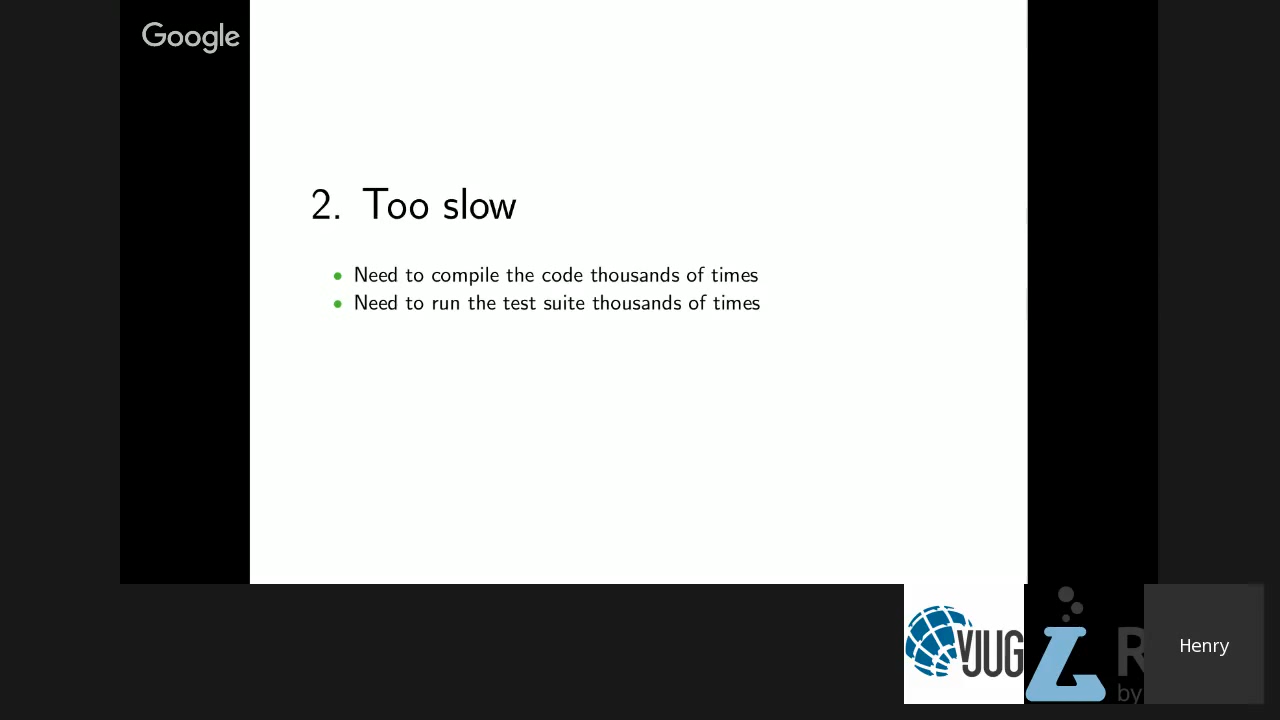 Google
2. Too slow
Need to compile the code thousands of times
Need to run the test suite thousands of times
vJUG
R
by
Henry